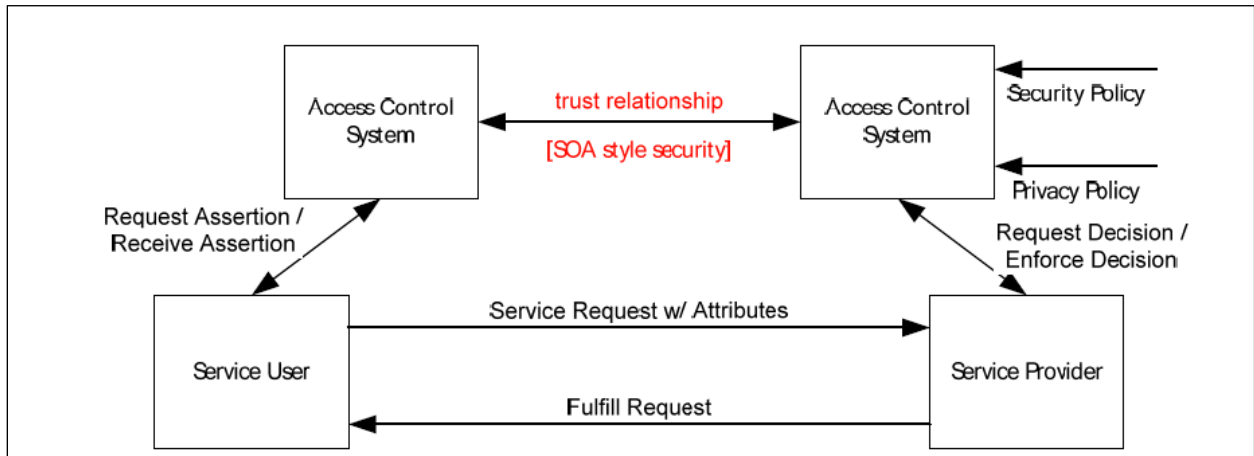 Access Control
System
trust relationship
[SOA style security]
Access Control
System
Security Policy
Privacy Policy
Request Assertion /
Receive Assertion
Request Decision /
Enforce Decision
Service User
Service Request w/ Attributes
Fulfill Request
Service Provider